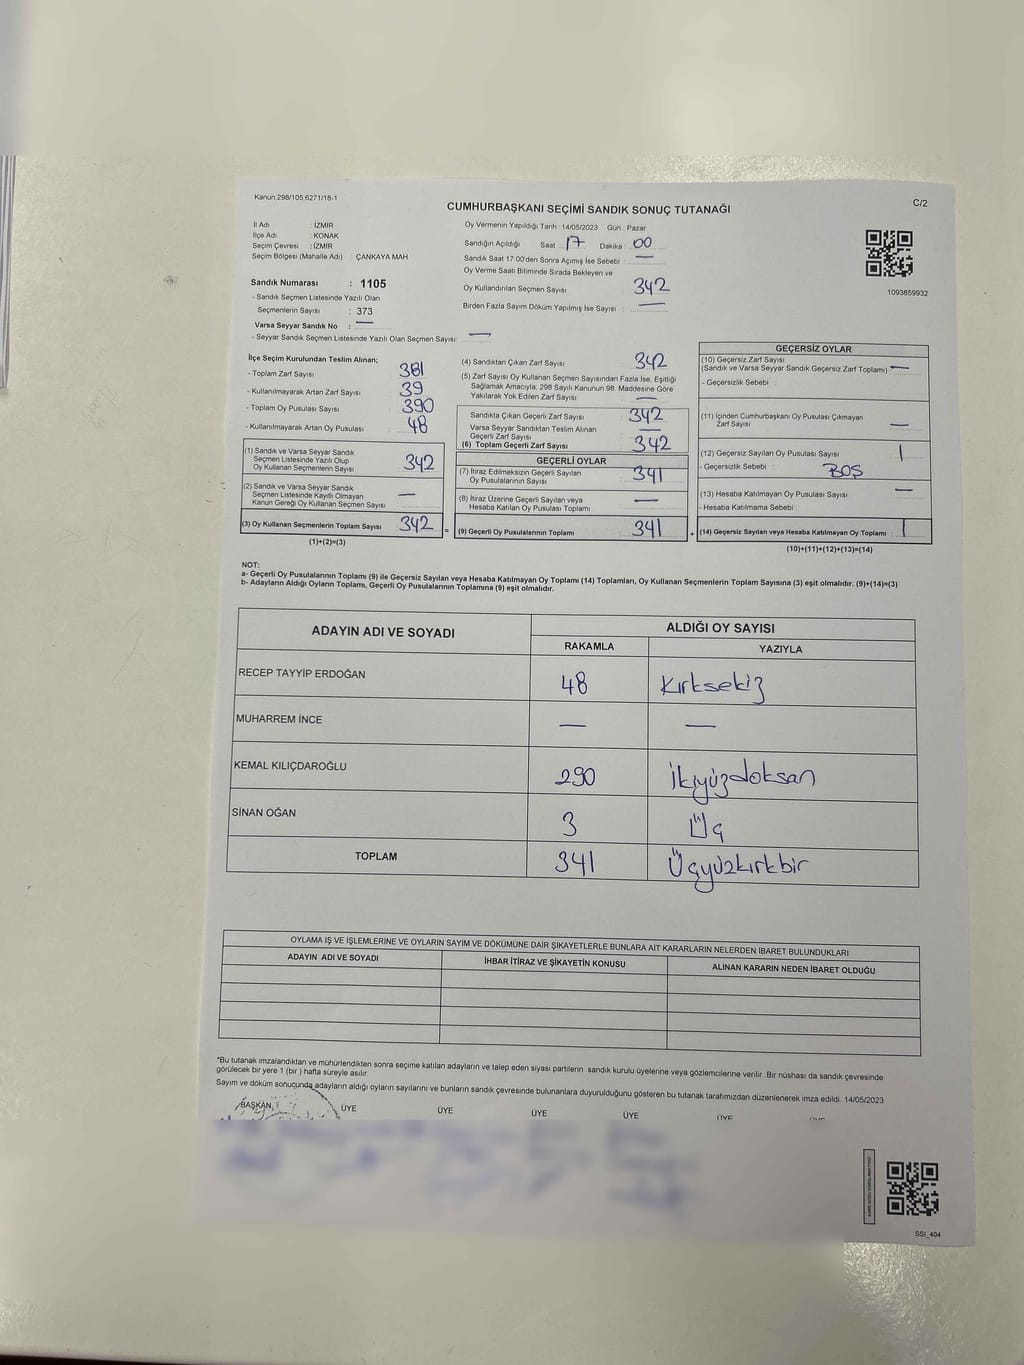 Kanun:298/105,6271/18-1
C/2
CUMHURBAŞKANI SEÇİMİ SANDIK SONUÇ TUTANAĞI
İl Adı : İZMİR
İlçe Adı : KONAK
Seçim Çevresi : İZMİR
Seçim Bölgesi (Mahalle Adı) ÇANKAYA MAH
Sandık Numarası : 1105
- Sandık Seçmen Listesinde Yazılı Olan
Seçmenlerin Sayısı : 373
Varsa Seyyar Sandık No : —
- Seyyar Sandık Seçmen Listesinde Yazılı Olan Seçmen Sayısı: —
Oy Vermenin Yapıldığı Tarih : 14/05/2023 Gün : Pazar
Sandığın Açıldığı Saat 17 Dakika : 00
Sandık Saat 17:00'den Sonra Açımış İse Sebebi : —
Oy Verme Saati Bitiminde Sırada Bekleyen ve
Oy Kullandırılan Seçmen Sayısı : 342
Birden Fazla Sayım Döküm Yapılmış İse Sayısı : —
1093859932
İlçe Seçim Kurulundan Teslim Alınan;
- Toplam Zarf Sayısı : 381
- Kullanılmayarak Artan Zarf Sayısı : 39
- Toplam Oy Pusulası Sayısı : 390
- Kullanılmayarak Artan Oy Pusulası : 48
(1) Sandık ve Varsa Seyyar Sandık
Seçmen Listesinde Yazılı Olup
Oy Kullanan Seçmenlerin Sayısı : 342
(2) Sandık ve Varsa Seyyar Sandık
Seçmen Listesinde Kayıtlı Olmayan
Kanun Gereği Oy Kullanan Seçmen Sayısı : —
(3) Oy Kullanan Seçmenlerin Toplam Sayısı : 342 =
(1)+(2)=(3)
(4) Sandıktan Çıkan Zarf Sayısı : 342
(5) Zarf Sayısı Oy Kullanan Seçmen Sayısından Fazla İse, Eşitliği
Sağlamak Amacıyla, 298 Sayılı Kanunun 98. Maddesine Göre
Yakılarak Yok Edilen Zarf Sayısı : —
Sandıkta Çıkan Geçerli Zarf Sayısı : 342
Varsa Seyyar Sandıktan Teslim Alınan
Geçerli Zarf Sayısı : —
(6) Toplam Geçerli Zarf Sayısı : 342
GEÇERLİ OYLAR
(7) İtiraz Edilmeksizin Geçerli Sayılan
Oy Pusulalarının Sayısı : 341
(8) İtiraz Üzerine Geçerli Sayılan veya
Hesaba Katılan Oy Pusulaları Toplamı : —
(9) Geçerli Oy Pusulalarının Toplamı : 341 +
GEÇERSİZ OYLAR
(10) Geçersiz Zarf Sayısı
(Sandık ve Varsa Seyyar Sandık Geçersiz Zarf Toplamı) : —
- Geçersizlik Sebebi :
(11) İçinden Cumhurbaşkanı Oy Pusulası Çıkmayan
Zarf Sayısı : —
(12) Geçersiz Sayılan Oy Pusulası Sayısı : 1
- Geçersizlik Sebebi : BOŞ
(13) Hesaba Katılmayan Oy Pusulası Sayısı : —
- Hesaba Katılmama Sebebi :
(14) Geçersiz Sayılan veya Hesaba Katılmayan Oy Toplamı : 1
(10)+(11)+(12)+(13)=(14)
NOT:
a- Geçerli Oy Pusulalarının Toplamı (9) ile Geçersiz Sayılan veya Hesaba Katılmayan Oy Toplamı (14) Toplamları, Oy Kullanan Seçmenlerin Toplam Sayısına (3) eşit olmalıdır. (9)+(14)=(3)
b- Adayların Aldığı Oyların Toplamı, Geçerli Oy Pusulalarının Toplamına (9) eşit olmalıdır.
ADAYIN ADI VE SOYADI ALDIĞI OY SAYISI
RAKAMLA YAZIYLA
RECEP TAYYİP ERDOĞAN 48 Kırksekiz
MUHARREM İNCE — —
KEMAL KILIÇDAROĞLU 290 İkiyüzdoksan
SİNAN OĞAN 3 Üç
TOPLAM 341 Üçyüzkırkbir
OYLAMA İŞ VE İŞLEMLERİNE VE OYLARIN SAYIM VE DÖKÜMÜNE DAİR ŞİKAYETLERLE BUNLARA AİT KARARLARIN NELERDEN İBARET BULUNDUKLARI
ADAYIN ADI VE SOYADI İHBAR İTİRAZ VE ŞİKAYETİN KONUSU ALINAN KARARIN NEDEN İBARET OLDUĞU
*Bu tutanak imzalandıktan ve mühürlendikten sonra seçime katılan adayların ve talep eden siyasi partilerin sandık kurulu üyelerine veya gözlemcilerine verilir. Bir nüshası da sandık çevresinde
görülecek bir yere 1 (bir) hafta süreyle asılır.
Sayım ve döküm sonucunda adayların aldığı oyların sayılarını ve bunların sandık çevresinde bulunanlara duyurulduğunu gösteren bu tutanak tarafımızdan düzenlenerek imza edildi. 14/05/2023
BAŞKAN ÜYE ÜYE ÜYE ÜYE ÜYE
SSI_404